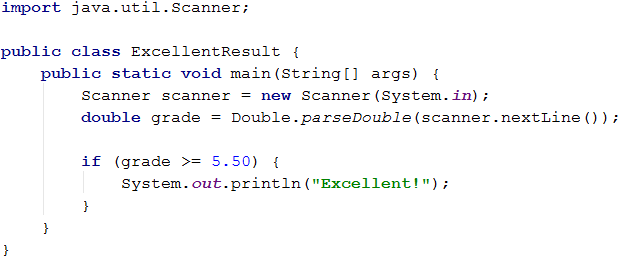 import java.util.Scanner;
public class ExcellentResult {
public static void main(String[] args) {
Scanner scanner = new Scanner(System.in);
double grade = Double.parseDouble(scanner.nextLine());
if (grade >= 5.50) {
System.out.println("Excellent!");
}
}
}